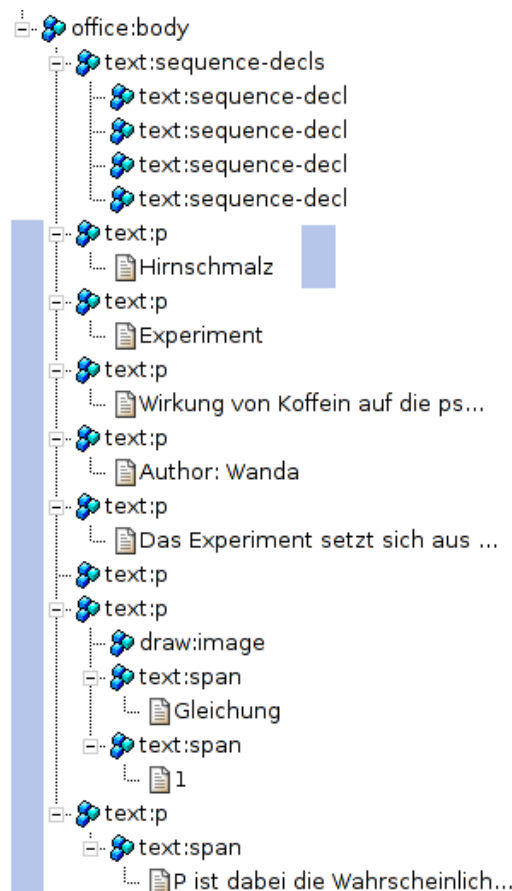 office:body
text:sequence-decls
text:sequence-decl
text:sequence-decl
text:sequence-decl
text:sequence-decl
text:p
Hirnschmalz
text:p
Experiment
text:p
Wirkung von Koffein auf die ps...
text:p
Author: Wanda
text:p
Das Experiment setzt sich aus ...
text:p
text:p
draw:image
text:span
Gleichung
text:span
1
text:p
text:span
P ist dabei die Wahrscheinlich...